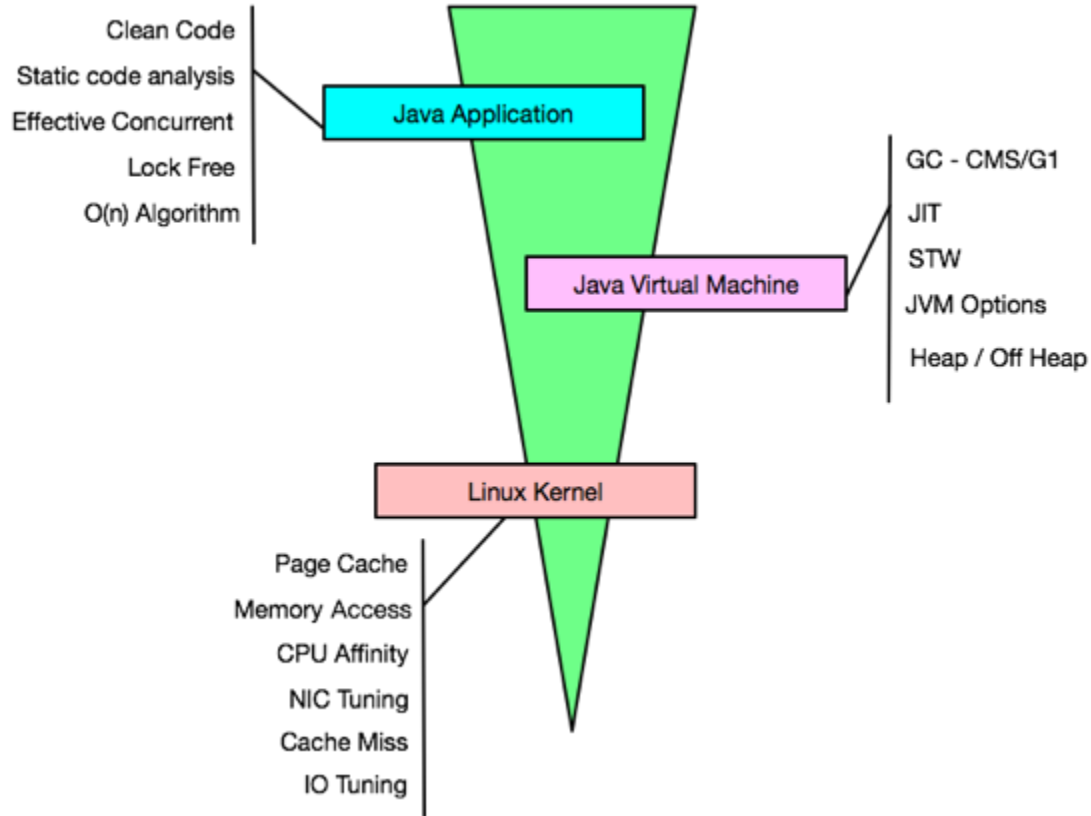 Clean Code
Static code analysis
Effective Concurrent
Lock Free
O(n) Algorithm
Java Application
GC - CMS/G1
JIT
STW
JVM Options
Heap / Off Heap
Java Virtual Machine
Linux Kernel
Page Cache
Memory Access
CPU Affinity
NIC Tuning
Cache Miss
IO Tuning